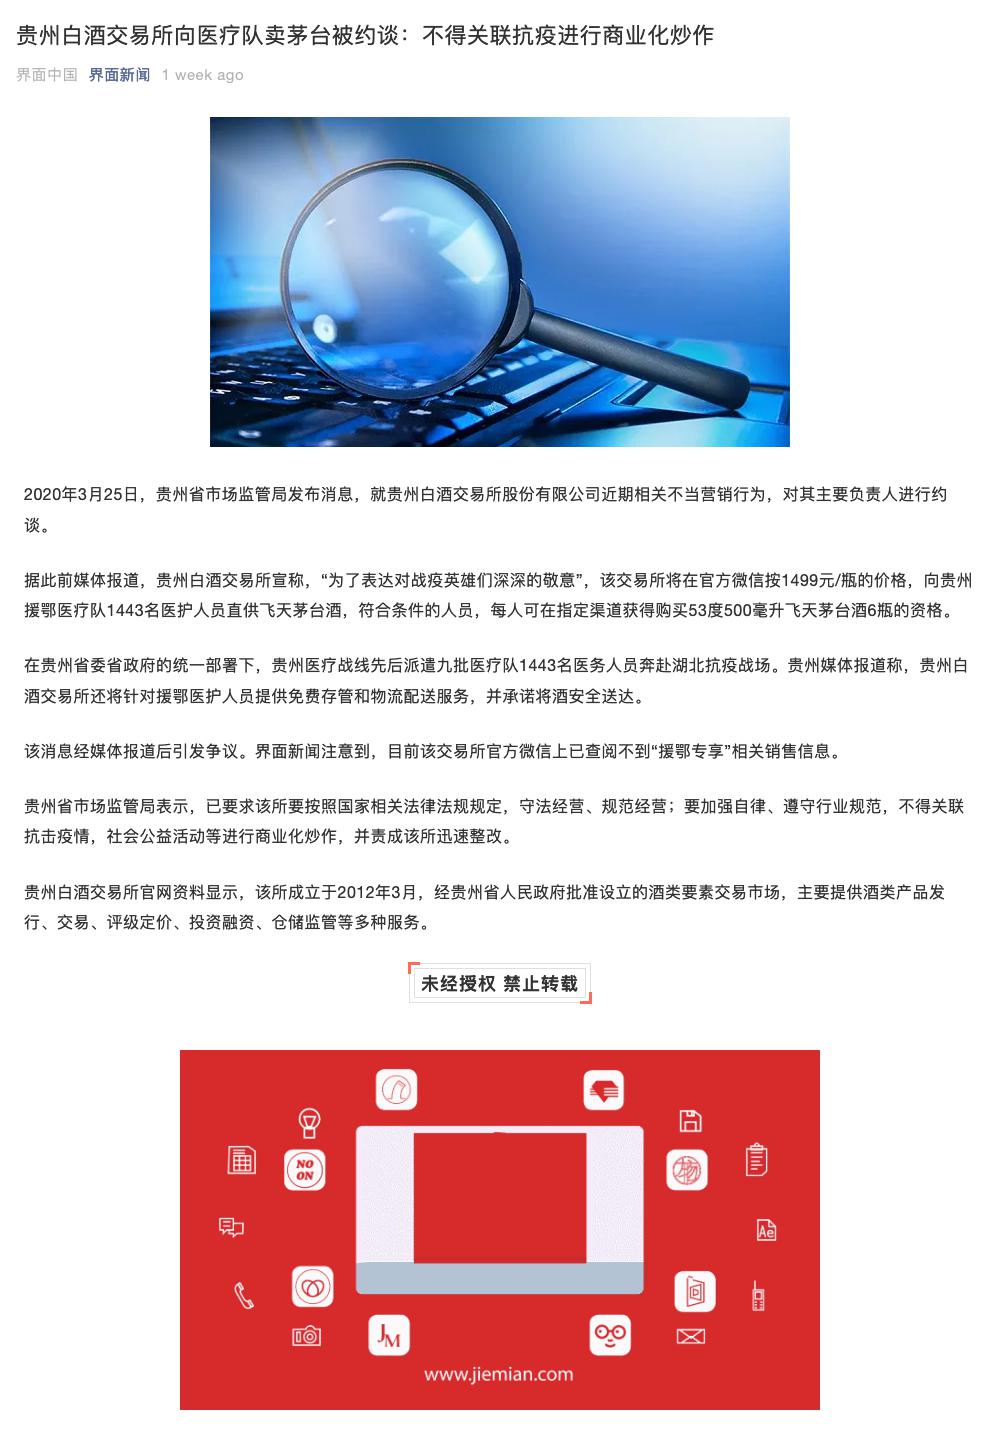 贵州白酒交易所向医疗队卖茅台被约谈：不得关联抗疫进行商业化炒作
界面中国 界面新闻 1 week ago
2020年3月25日，贵州省市场监管局发布消息，就贵州白酒交易所股份有限公司近期相关不当营销行为，对其主要负责人进行约
谈。
据此前媒体报道，贵州白酒交易所宣称，“为了表达对战疫英雄们深深的敬意”，该交易所将在官方微信按1499元/瓶的价格，向贵州
援鄂医疗队1443名医护人员直供飞天茅台酒，符合条件的人员，每人可在指定渠道获得购买53度500毫升飞天茅台酒6瓶的资格。
在贵州省委省政府的统一部署下，贵州医疗战线先后派遣九批医疗队1443名医务人员奔赴湖北抗疫战场。贵州媒体报道称，贵州白
酒交易所还将针对援鄂医护人员提供免费存管和物流配送服务，并承诺将酒安全送达。
该消息经媒体报道后引发争议。界面新闻注意到，目前该交易所官方微信上已查阅不到“援鄂专享”相关销售信息。
贵州省市场监管局表示，已要求该所要按照国家相关法律法规规定，守法经营、规范经营；要加强自律、遵守行业规范，不得关联
抗击疫情，社会公益活动等进行商业化炒作，并责成该所迅速整改。
贵州白酒交易所官网资料显示，该所成立于2012年3月，经贵州省人民政府批准设立的酒类要素交易市场，主要提供酒类产品发
行、交易、评级定价、投资融资、仓储监管等多种服务。
未经授权 禁止转载
NO
ON
Ae
JM
www.jiemian.com